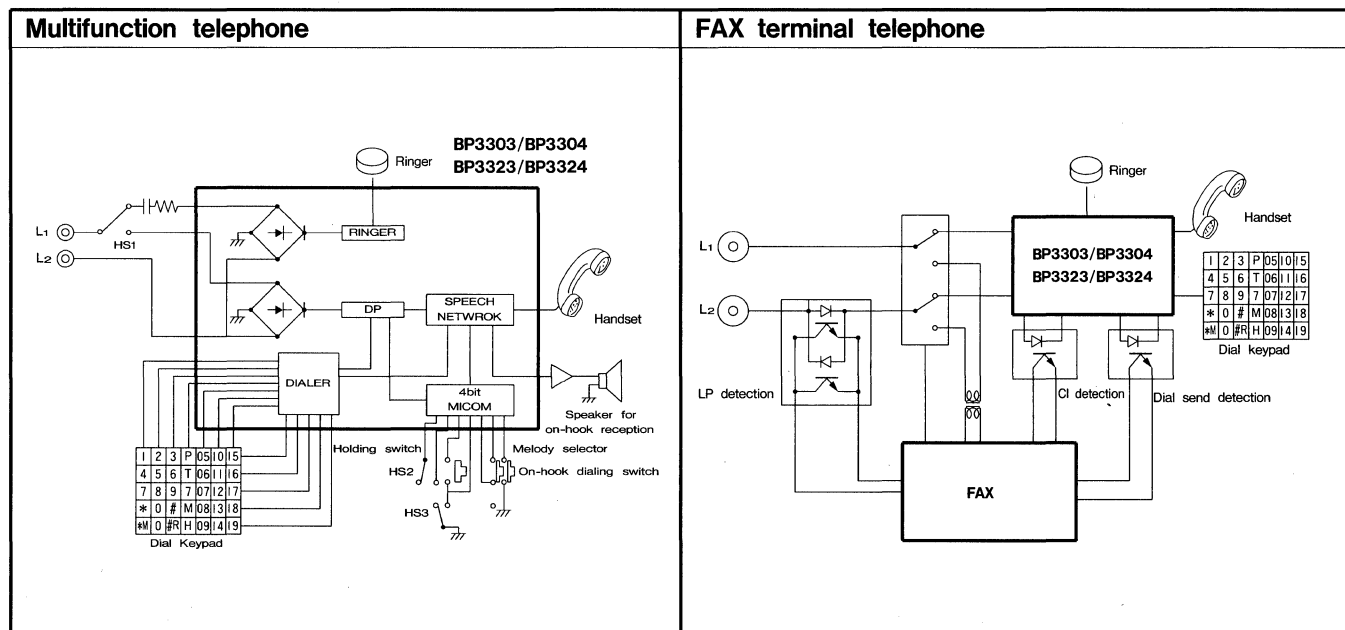 Multifunction telephone
BP3303/BP3304
BP3323/BP3324
Ringer
L1
HS1
L2
RINGER
DP
SPEECH
NETWROK
Handset
DIALER
4bit
MICOM
Speaker for
on-hook reception
Holding switch
Melody selector
HS2
On-hook dialing switch
HS3
1 2 3 P 05 10 15
4 5 6 T 06 11 16
7 8 9 7 07 12 17
* 0 # M 08 13 18
*M 0 #R H 09 14 19
Dial Keypad
FAX terminal telephone
Ringer
Handset
L1
BP3303/BP3304
BP3323/BP3324
L2
1 2 3 P 05 10 15
4 5 6 T 06 11 16
7 8 9 7 07 12 17
* 0 # M 08 13 18
*M 0 #R H 09 14 19
Dial keypad
LP detection
CI detection
Dial send detection
FAX